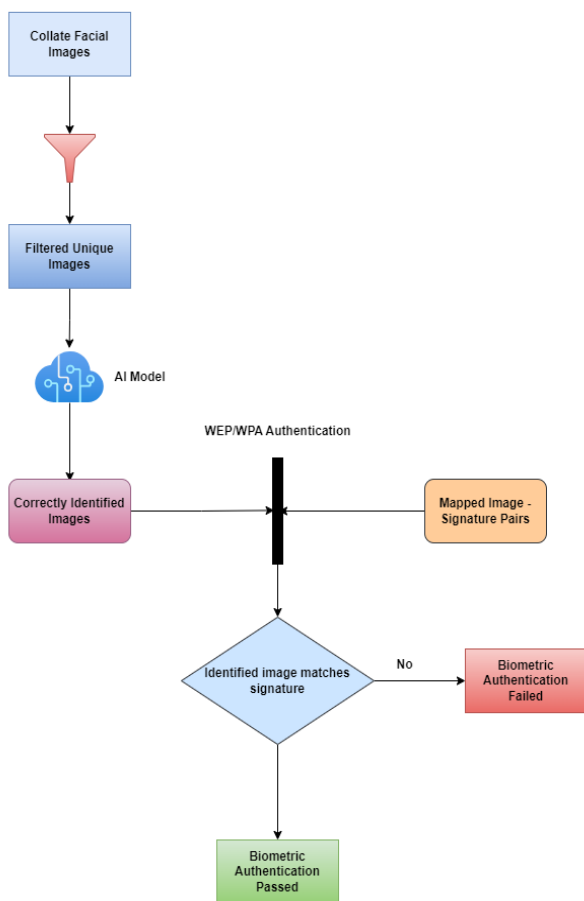 Collate Facial
Images
Filtered Unique
Images
AI Model
WEP/WPA Authentication
Correctly Identified
Images
Mapped Image -
Signature Pairs
Identified image matches
signature
No
Biometric
Authentication
Failed
Biometric
Authentication
Passed